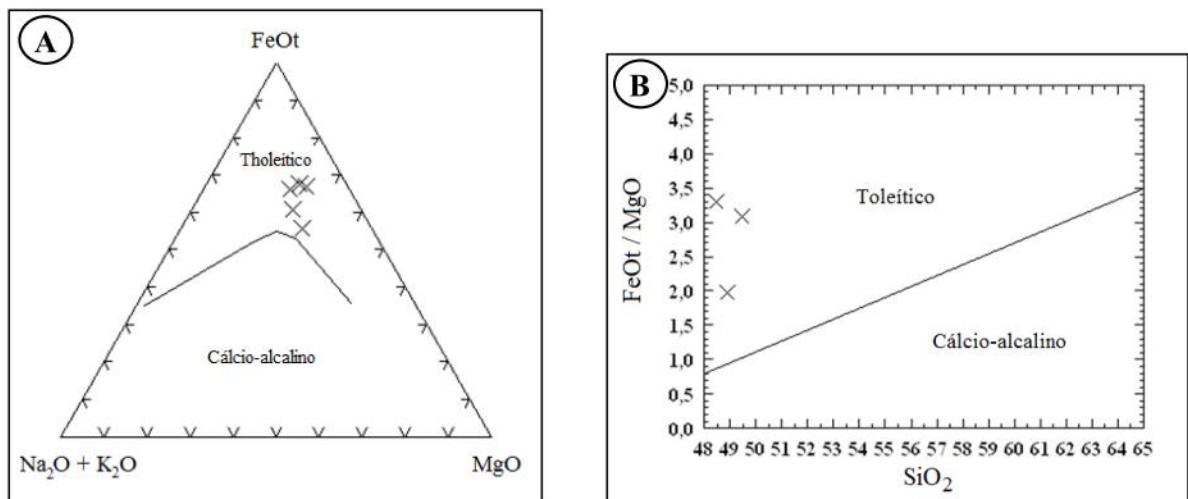 A
FeOt
Tholeítico
Cálcio-alcalino
Na₂O + K₂O
MgO
B
FeOt / MgO
5,0
4,5
4,0
3,5
3,0
2,5
2,0
1,5
1,0
0,5
0,0
Toleítico
Cálcio-alcalino
48 49 50 51 52 53 54 55 56 57 58 59 60 61 62 63 64 65
SiO₂